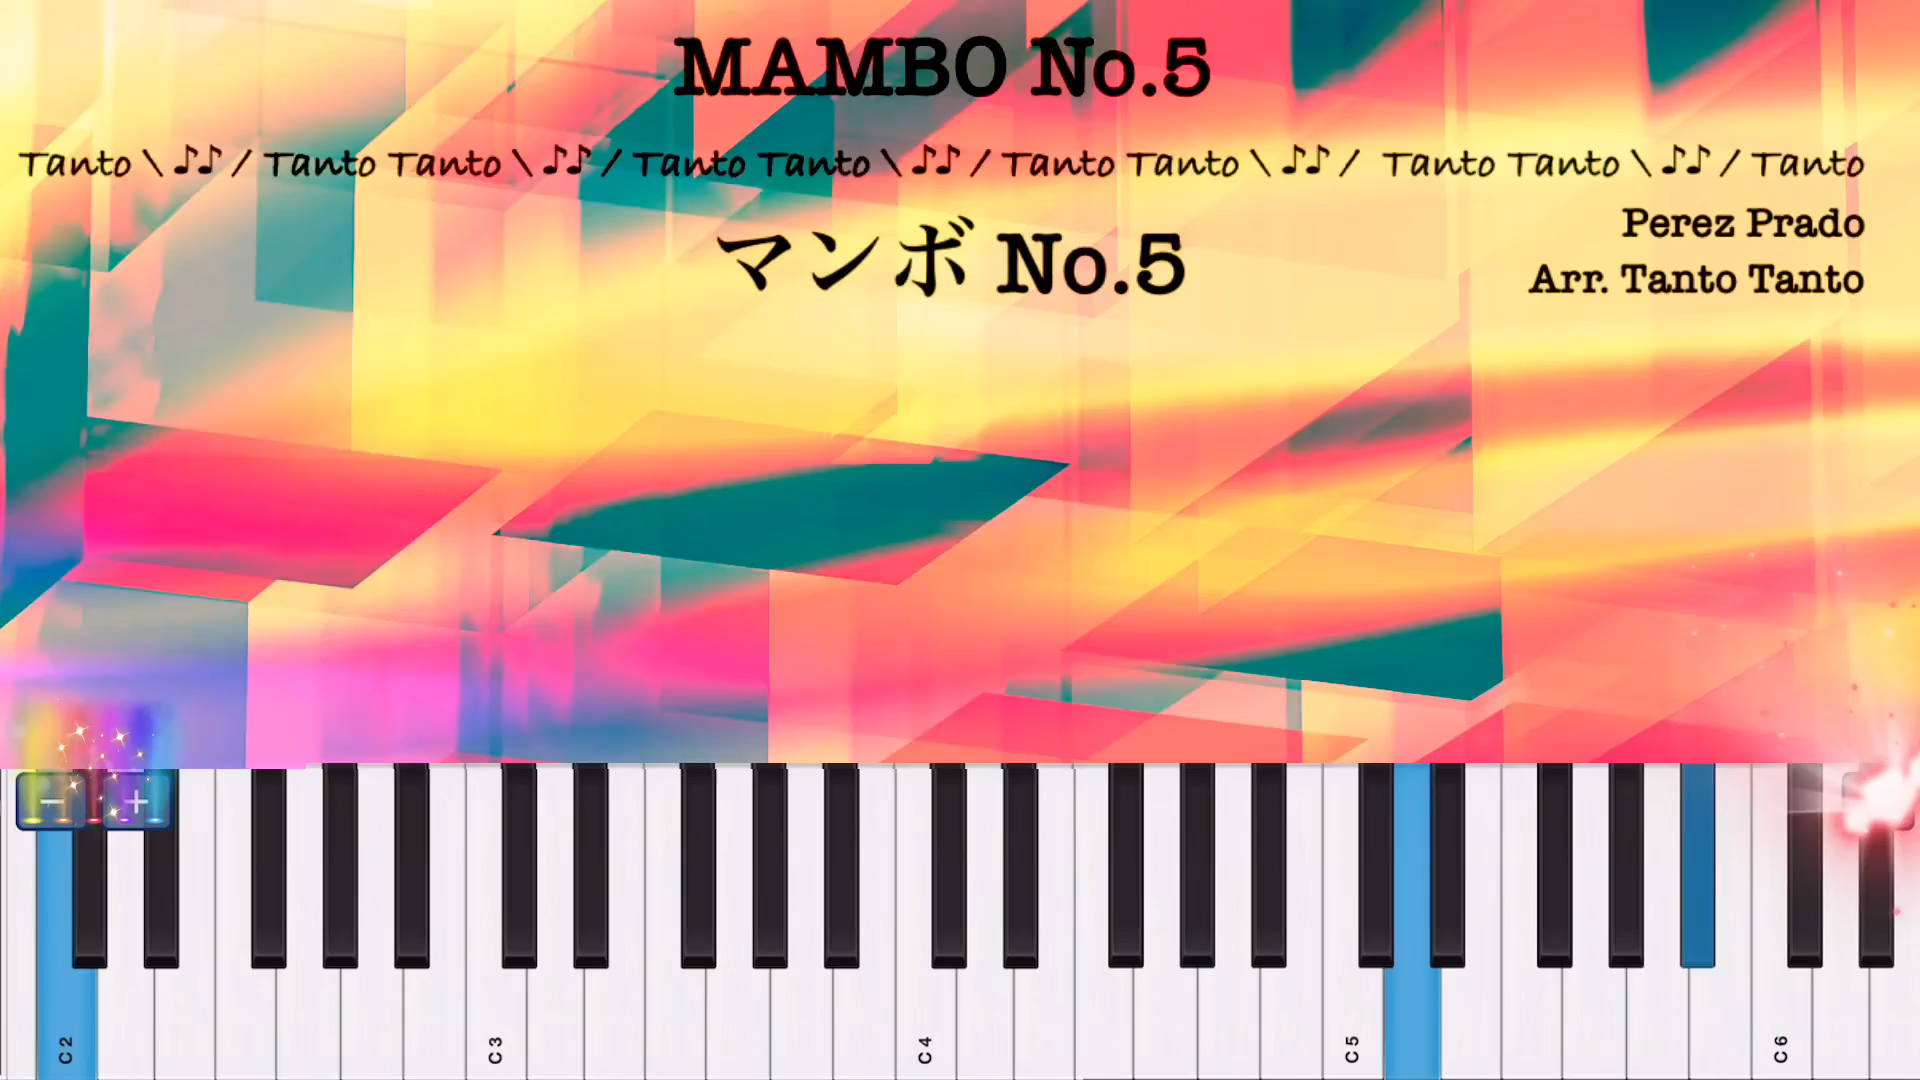 MAMBO No.5
Tanto \ ♪♪ / Tanto Tanto \ ♪♪ / Tanto Tanto \ ♪♪ / Tanto Tanto \ ♪♪ / Tanto Tanto \ ♪♪ / Tanto
マンボ No.5
Perez Prado
Arr. Tanto Tanto
− +
C2 C3 C4 C5 C6